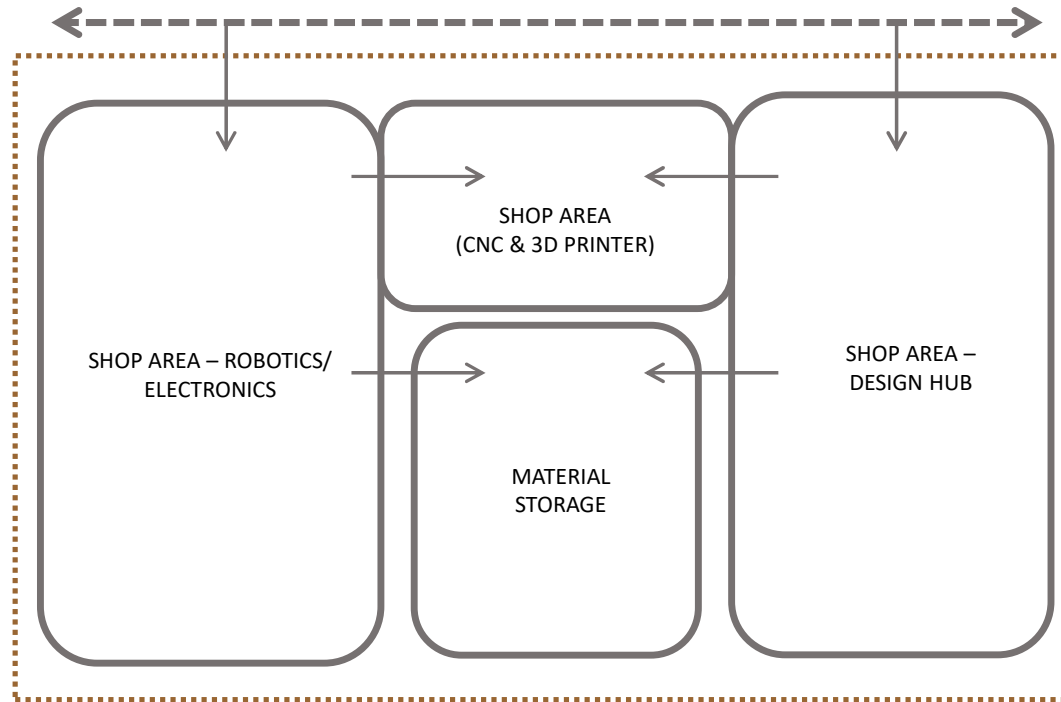 SHOP AREA
(CNC & 3D PRINTER)
SHOP AREA – ROBOTICS/
ELECTRONICS
SHOP AREA –
DESIGN HUB
MATERIAL
STORAGE